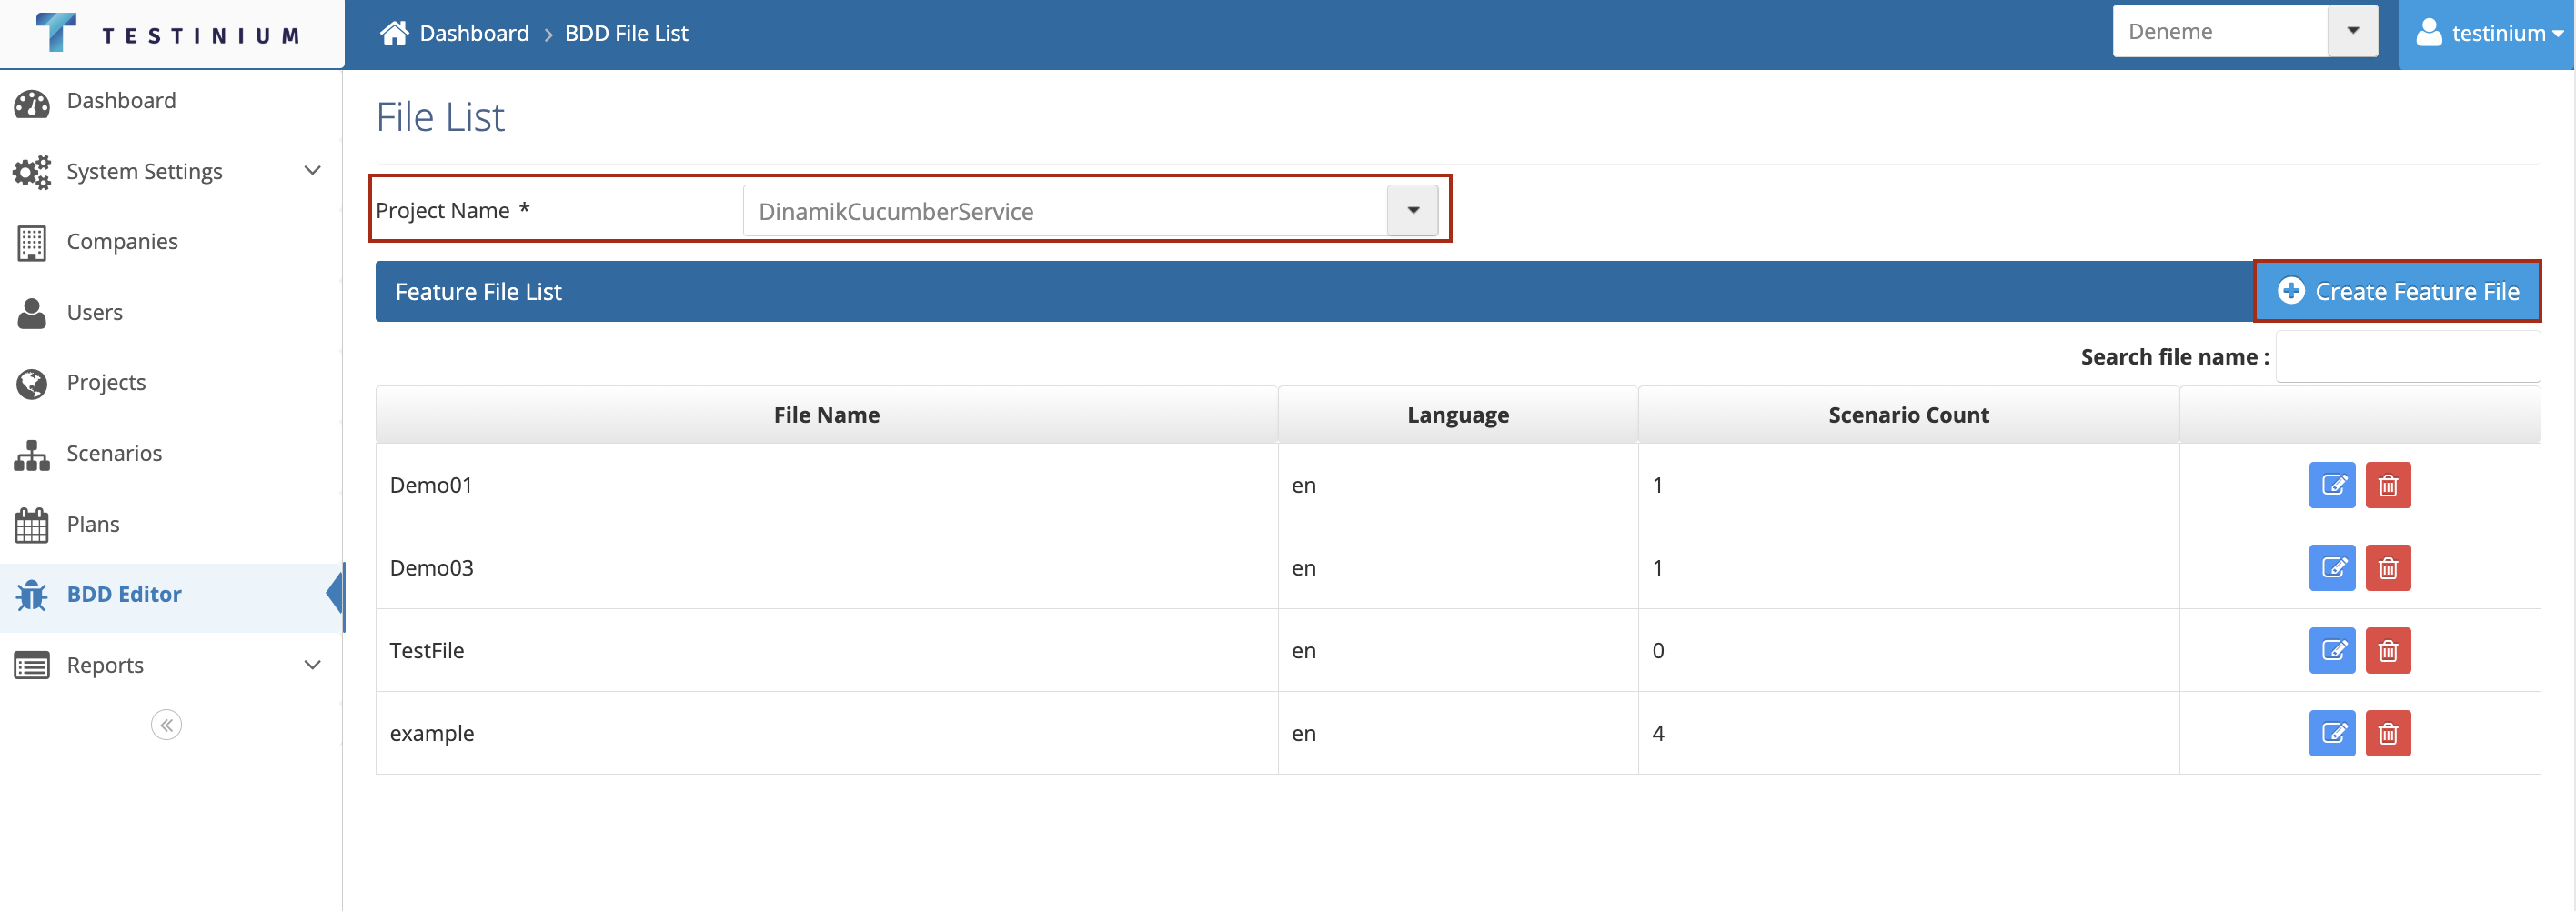 TESTINIUM
Dashboard > BDD File List
Deneme
testinium
Dashboard
System Settings
Companies
Users
Projects
Scenarios
Plans
BDD Editor
Reports
File List
Project Name * DinamikCucumberService
Feature File List
Create Feature File
Search file name :
File Name Language Scenario Count
Demo01 en 1
Demo03 en 1
TestFile en 0
example en 4